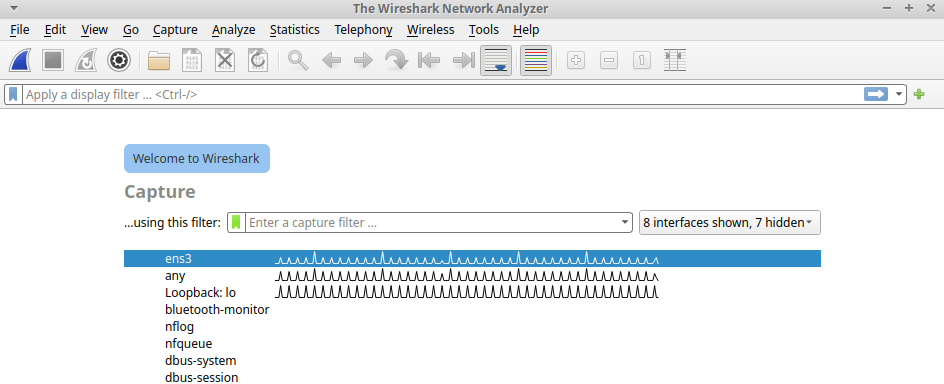 The Wireshark Network Analyzer
File Edit View Go Capture Analyze Statistics Telephony Wireless Tools Help
1
Apply a display filter ... <Ctrl-/>
Welcome to Wireshark
Capture
...using this filter: Enter a capture filter ... 8 interfaces shown, 7 hidden
ens3
any
Loopback: lo
bluetooth-monitor
nflog
nfqueue
dbus-system
dbus-session